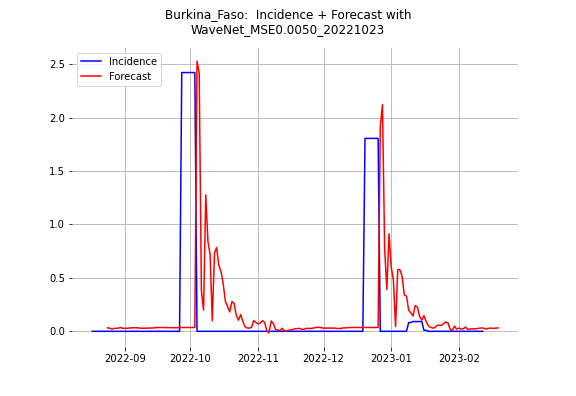 Burkina_Faso:  Incidence + Forecast with
WaveNet_MSE0.0050_20221023
Incidence
Forecast
2.5
2.0
1.5
1.0
0.5
0.0
2022-09 2022-10 2022-11 2022-12 2023-01 2023-02